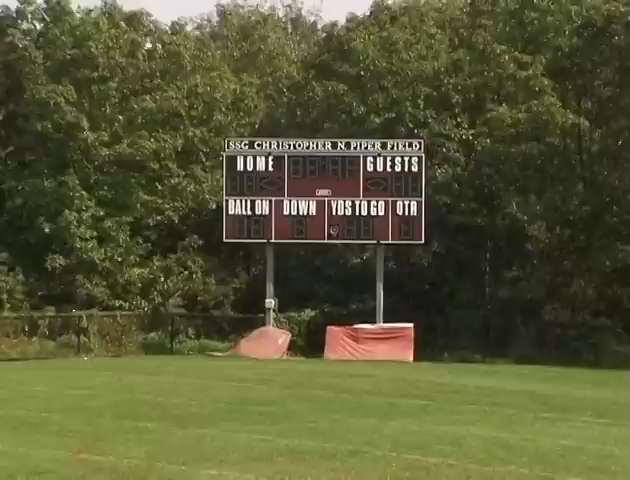 SSG CHRISTOPHER N. PIPER FIELD
HOME GUESTS
BALL ON DOWN YDS TO GO QTR